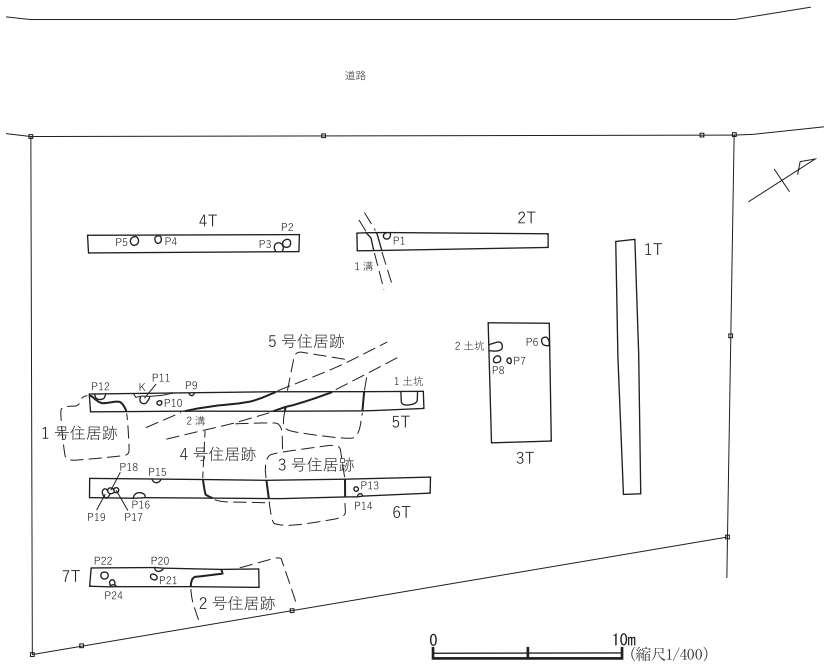 道路
4T
P2
P5
P4
P3
2T
P1
1 溝
1T
5 号住居跡
2 土坑
P6
P7
P8
3T
P12
K
P11
P9
P10
1 土坑
2 溝
5T
1 号住居跡
4 号住居跡
3 号住居跡
P18
P15
P13
P14
P19
P17
P16
6T
P22
P20
7T
P21
P24
2 号住居跡
0
10m
(縮尺1/400)